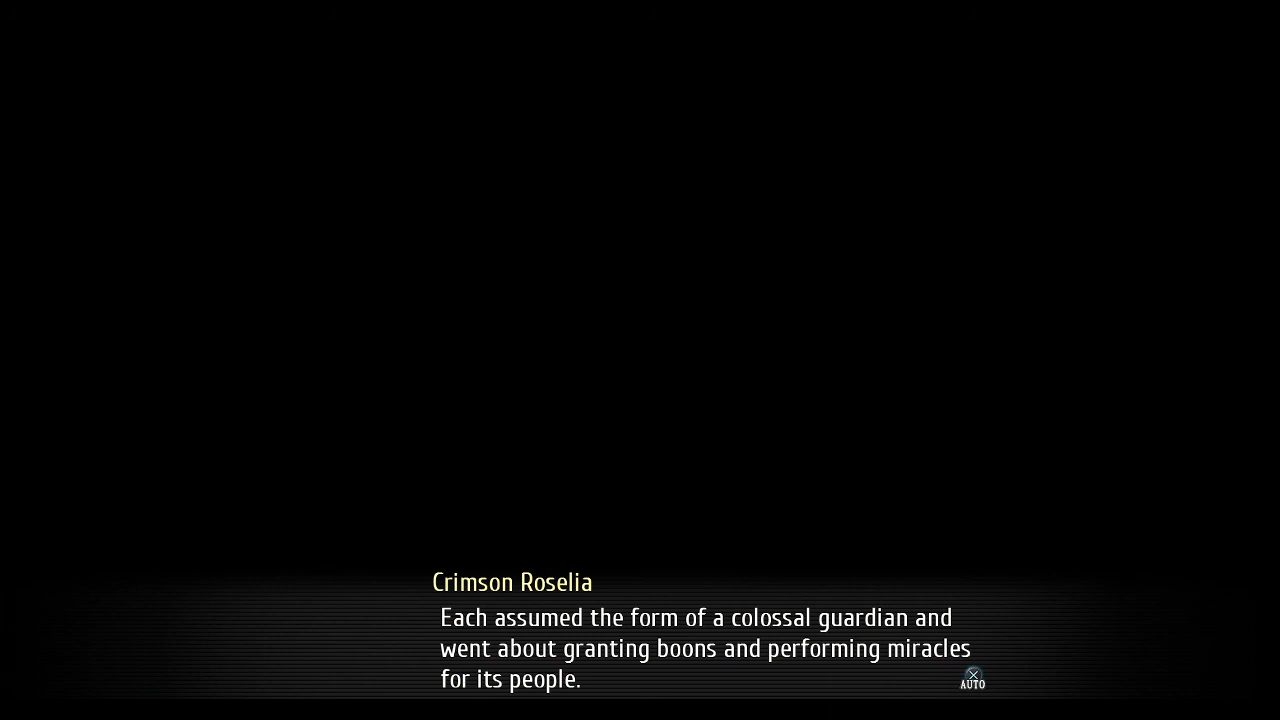 Crimson Roselia
Each assumed the form of a colossal guardian and
went about granting boons and performing miracles
for its people.
AUTO